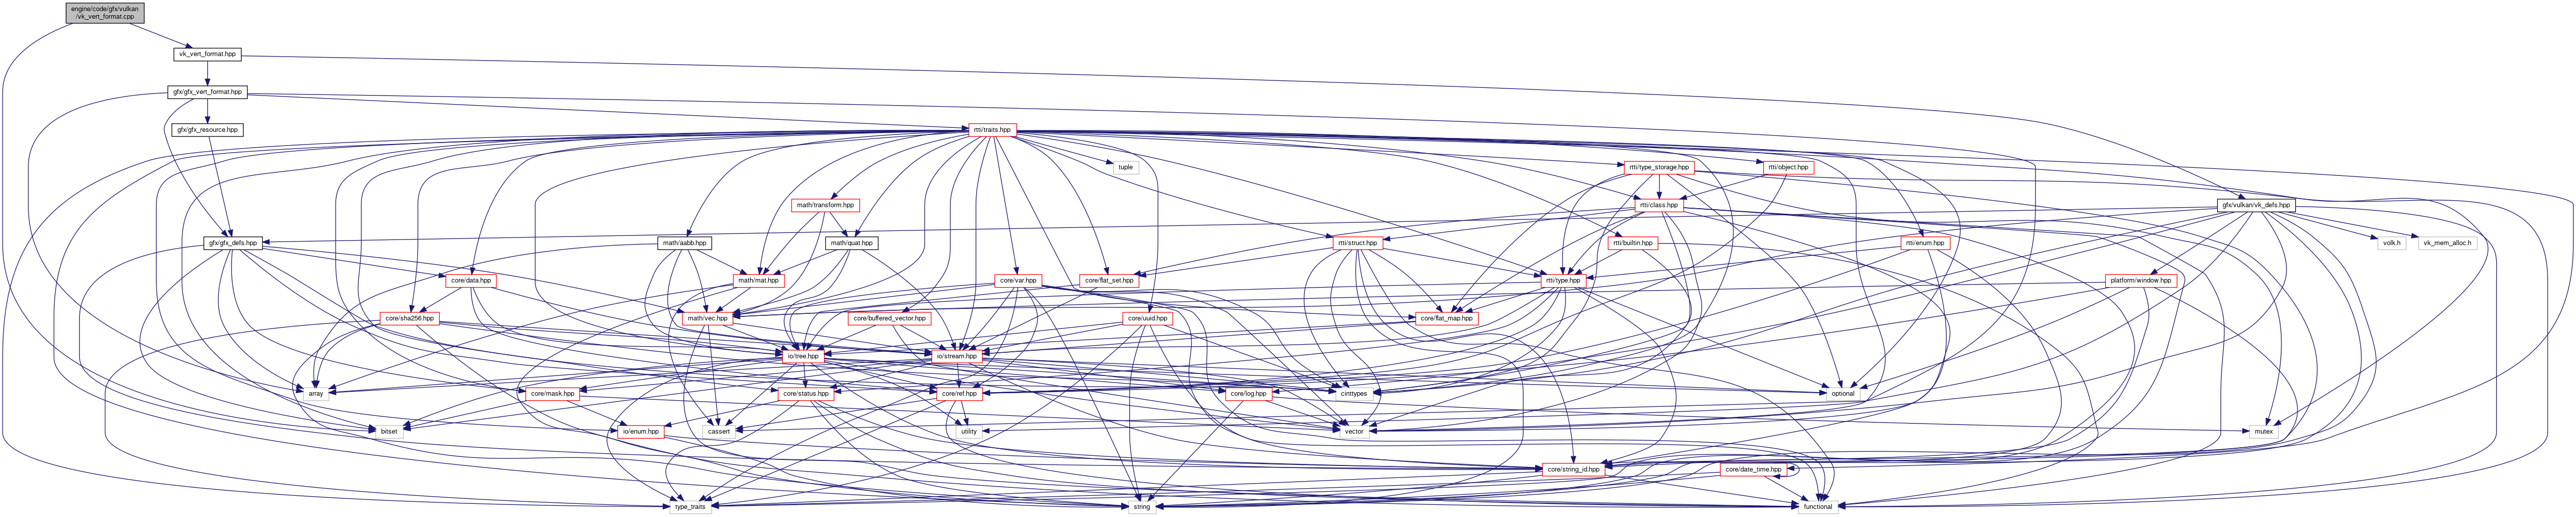 engine/code/gfx/vulkan
/vk_vert_format.cpp
vk_vert_format.hpp
gfx/gfx_vert_format.hpp
gfx/gfx_resource.hpp
rtti/traits.hpp
tuple
rtti/type_storage.hpp
rtti/object.hpp
math/transform.hpp
rtti/class.hpp
gfx/vulkan/vk_defs.hpp
gfx/gfx_defs.hpp
math/aabb.hpp
math/quat.hpp
rtti/struct.hpp
rtti/builtin.hpp
rtti/enum.hpp
volk.h
vk_mem_alloc.h
core/data.hpp
math/mat.hpp
core/var.hpp
core/flat_set.hpp
rtti/type.hpp
platform/window.hpp
core/sha256.hpp
math/vec.hpp
core/buffered_vector.hpp
core/uuid.hpp
core/flat_map.hpp
io/tree.hpp
io/stream.hpp
array
core/mask.hpp
core/status.hpp
core/ref.hpp
core/log.hpp
cinttypes
optional
bitset
io/enum.hpp
cassert
utility
vector
mutex
core/string_id.hpp
core/date_time.hpp
type_traits
string
functional